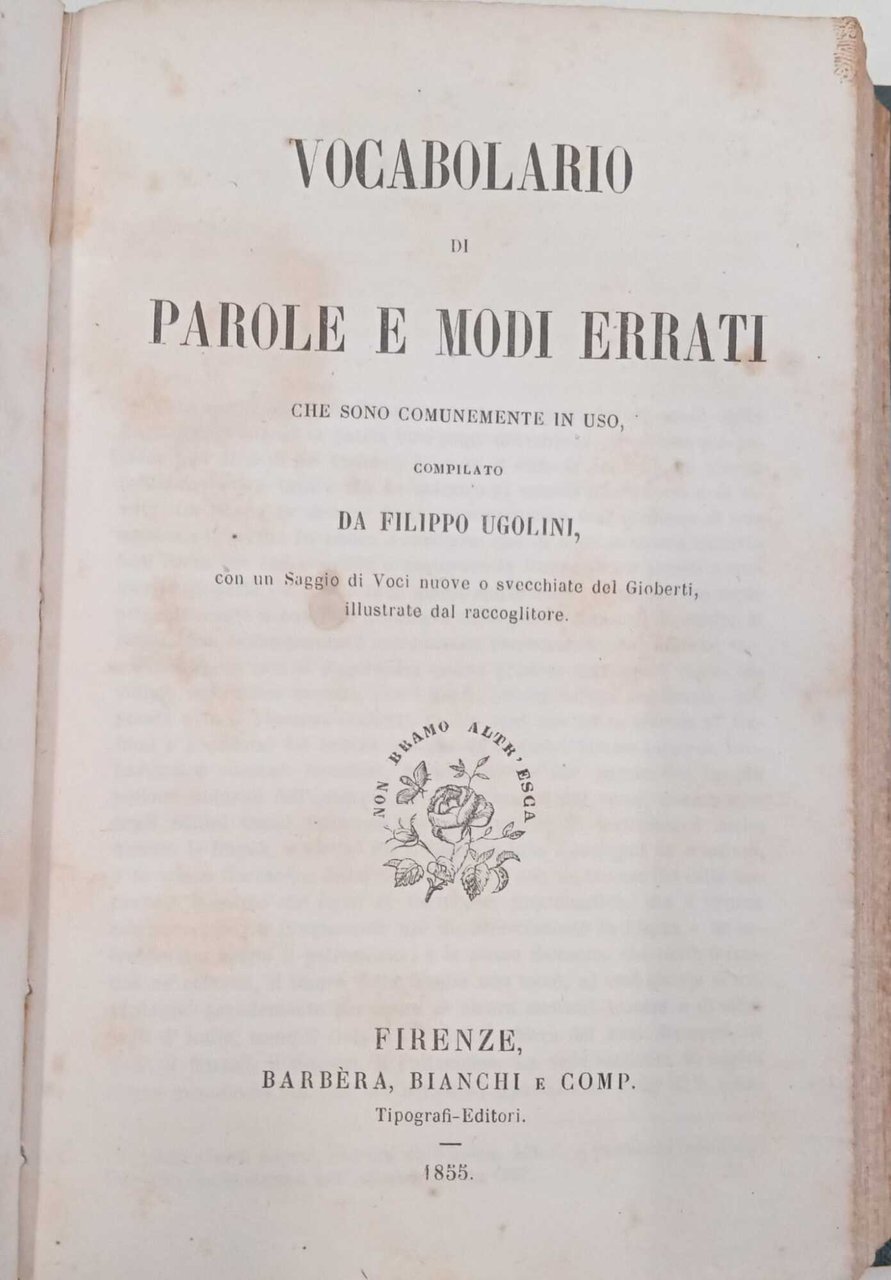 VOCABOLARIO
DI
PAROLE E MODI ERRATI
CHE SONO COMUNEMENTE IN USO,
COMPILATO
DA FILIPPO UGOLINI,
con un Saggio di Voci nuove o svecchiate del Gioberti,
illustrate dal raccoglitore.
NON BRAMO ALTR'ESCA
FIRENZE,
BARBÈRA, BIANCHI E COMP.
Tipografi-Editori.
1855.